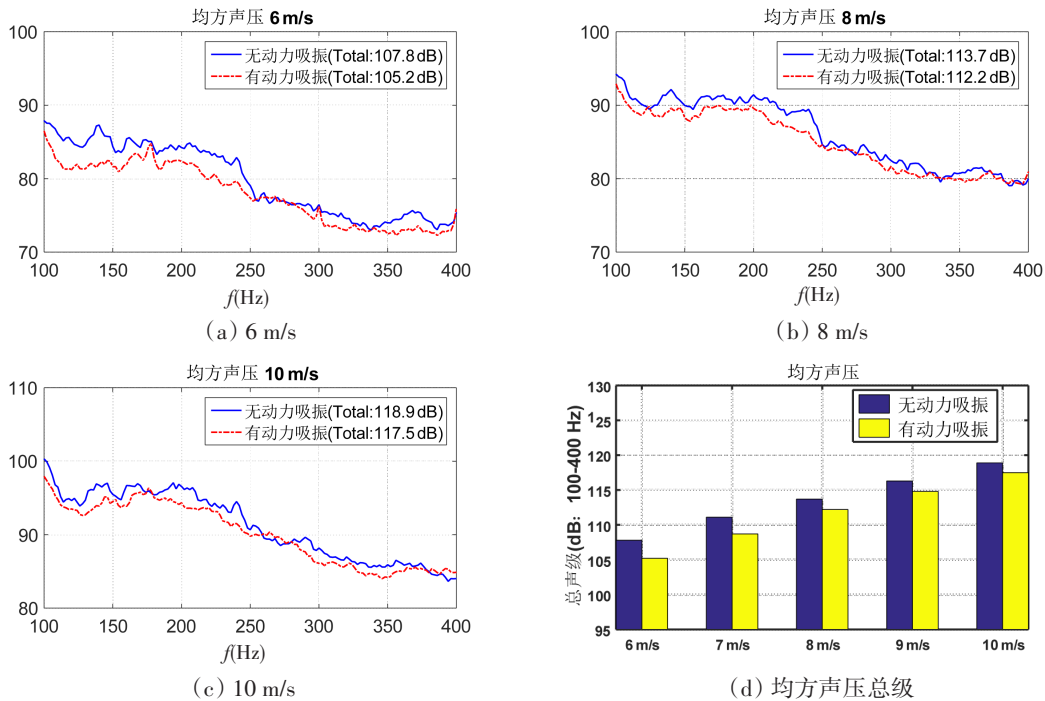 均方声压 6 m/s
无动力吸振(Total:107.8 dB)
有动力吸振(Total:105.2 dB)
100
90
80
70
100 150 200 250 300 350 400
f(Hz)
(a) 6 m/s
均方声压 8 m/s
无动力吸振(Total:113.7 dB)
有动力吸振(Total:112.2 dB)
100
90
80
70
100 150 200 250 300 350 400
f(Hz)
(b) 8 m/s
均方声压 10 m/s
无动力吸振(Total:118.9 dB)
有动力吸振(Total:117.5 dB)
110
100
90
80
100 150 200 250 300 350 400
f(Hz)
(c) 10 m/s
均方声压
无动力吸振
有动力吸振
总声级(dB: 100-400 Hz)
130
125
120
115
110
105
100
95
6 m/s 7 m/s 8 m/s 9 m/s 10 m/s
(d) 均方声压总级